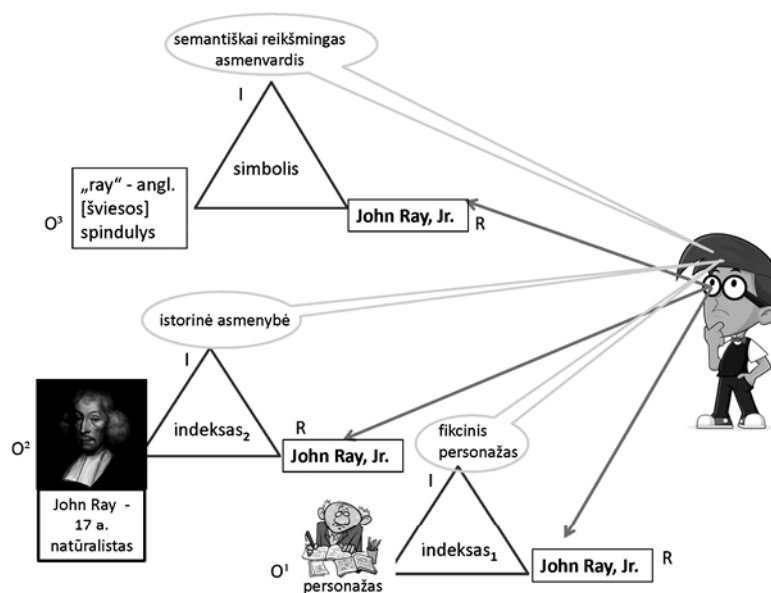 semantiškai reikšmingas
asmenvardis
I
simbolis
„ray“ - angl.
[šviesos]
spindulys
O³
John Ray, Jr.
R
istorinė asmenybė
I
indeksas₂
O²
R
John Ray, Jr.
John Ray -
17 a.
natūralistas
fikcinis
personažas
I
indeksas₁
O¹
personažas
John Ray, Jr.
R